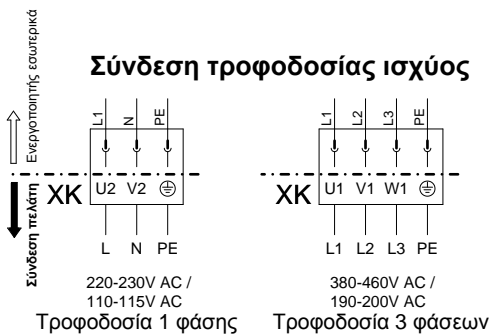 Σύνδεση τροφοδοσίας ισχύος
Ενεργοποιητής εσωτερικά
Σύνδεση πελάτη
L1 N PE
XK U2 V2
L N PE
220-230V AC /
110-115V AC
Τροφοδοσία 1 φάσης
L1 L2 L3 PE
XK U1 V1 W1
L1 L2 L3 PE
380-460V AC /
190-200V AC
Τροφοδοσία 3 φάσεων